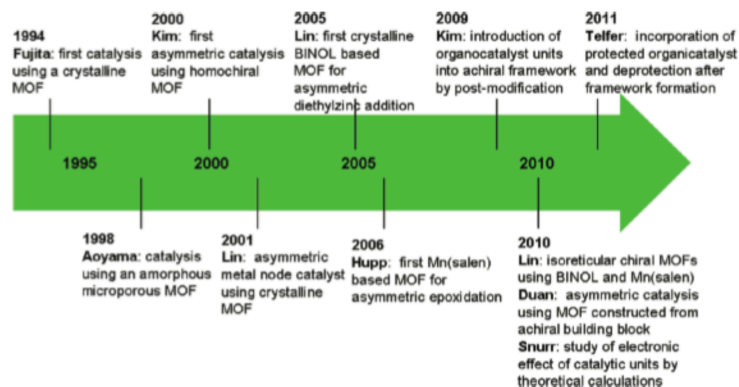 1994
Fujita: first catalysis
using a crystalline
MOF
2000
Kim: first
asymmetric catalysis
using homochiral
MOF
2005
Lin: first crystalline
BINOL based
MOF for
asymmetric
diethylzinc addition
2009
Kim: introduction of
organocatalyst units
into achiral framework
by post-modification
2011
Telfer: incorporation of
protected organicatalyst
and deprotection after
framework formation
1995
2000
2005
2010
1998
Aoyama: catalysis
using an amorphous
microporous MOF
2001
Lin: asymmetric
metal node catalyst
using crystalline
MOF
2006
Hupp: first Mn(salen)
based MOF for
asymmetric epoxidation
2010
Lin: isoreticular chiral MOFs
using BINOL and Mn(salen)
Duan: asymmetric catalysis
using MOF constructed from
achiral building block
Snurr: study of electronic
effect of catalytic units by
theoretical calculations